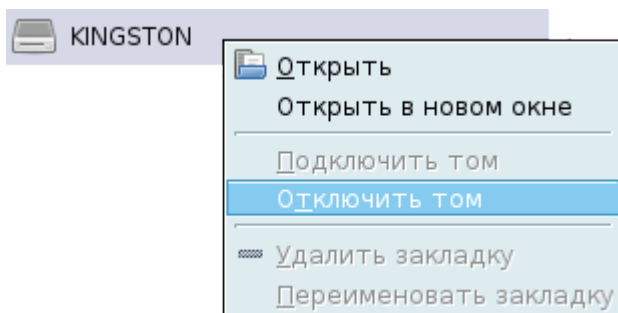 KINGSTON
Открыть
Открыть в новом окне
Подключить том
Отключить том
Удалить закладку
Переименовать закладку